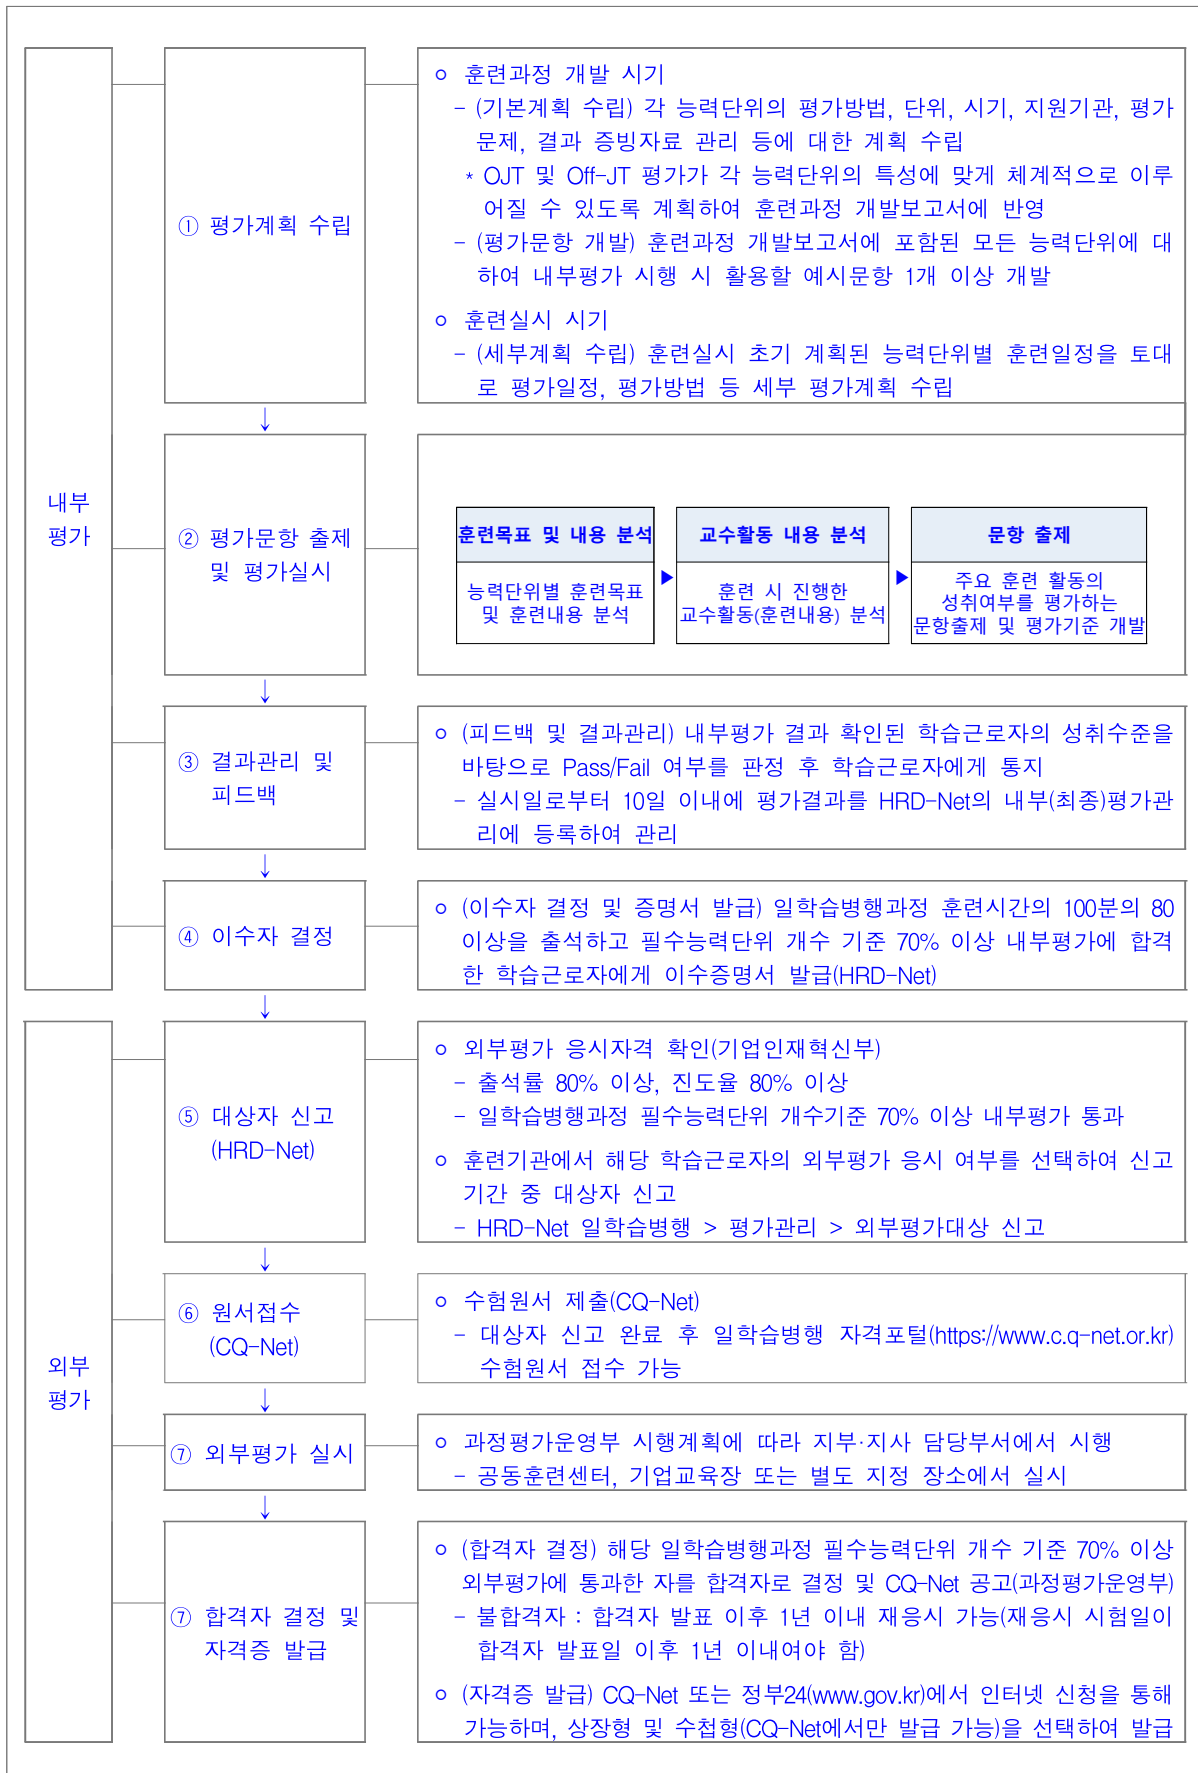 내부
평가
① 평가계획 수립
○ 훈련과정 개발 시기
- (기본계획 수립) 각 능력단위의 평가방법, 단위, 시기, 지원기관, 평가
문제, 결과 증빙자료 관리 등에 대한 계획 수립
* OJT 및 Off-JT 평가가 각 능력단위의 특성에 맞게 체계적으로 이루
어질 수 있도록 계획하여 훈련과정 개발보고서에 반영
- (평가문항 개발) 훈련과정 개발보고서에 포함된 모든 능력단위에 대
하여 내부평가 시행 시 활용할 예시문항 1개 이상 개발
○ 훈련실시 시기
- (세부계획 수립) 훈련실시 초기 계획된 능력단위별 훈련일정을 토대
로 평가일정, 평가방법 등 세부 평가계획 수립
↓
② 평가문항 출제
및 평가실시
훈련목표 및 내용 분석
능력단위별 훈련목표
및 훈련내용 분석
▶
교수활동 내용 분석
훈련 시 진행한
교수활동(훈련내용) 분석
▶
문항 출제
주요 훈련 활동의
성취여부를 평가하는
문항출제 및 평가기준 개발
↓
③ 결과관리 및
피드백
○ (피드백 및 결과관리) 내부평가 결과 확인된 학습근로자의 성취수준을
바탕으로 Pass/Fail 여부를 판정 후 학습근로자에게 통지
- 실시일로부터 10일 이내에 평가결과를 HRD-Net의 내부(최종)평가관
리에 등록하여 관리
↓
④ 이수자 결정
○ (이수자 결정 및 증명서 발급) 일학습병행과정 훈련시간의 100분의 80
이상을 출석하고 필수능력단위 개수 기준 70% 이상 내부평가에 합격
한 학습근로자에게 이수증명서 발급(HRD-Net)
↓
외부
평가
⑤ 대상자 신고
(HRD-Net)
○ 외부평가 응시자격 확인(기업인재혁신부)
- 출석률 80% 이상, 진도율 80% 이상
- 일학습병행과정 필수능력단위 개수기준 70% 이상 내부평가 통과
○ 훈련기관에서 해당 학습근로자의 외부평가 응시 여부를 선택하여 신고
기간 중 대상자 신고
- HRD-Net 일학습병행 > 평가관리 > 외부평가대상 신고
↓
⑥ 원서접수
(CQ-Net)
○ 수험원서 제출(CQ-Net)
- 대상자 신고 완료 후 일학습병행 자격포털(https://www.c.q-net.or.kr)
수험원서 접수 가능
↓
⑦ 외부평가 실시
○ 과정평가운영부 시행계획에 따라 지부·지사 담당부서에서 시행
- 공동훈련센터, 기업교육장 또는 별도 지정 장소에서 실시
↓
⑦ 합격자 결정 및
자격증 발급
○ (합격자 결정) 해당 일학습병행과정 필수능력단위 개수 기준 70% 이상
외부평가에 통과한 자를 합격자로 결정 및 CQ-Net 공고(과정평가운영부)
- 불합격자 : 합격자 발표 이후 1년 이내 재응시 가능(재응시 시험일이
합격자 발표일 이후 1년 이내여야 함)
○ (자격증 발급) CQ-Net 또는 정부24(www.gov.kr)에서 인터넷 신청을 통해
가능하며, 상장형 및 수첩형(CQ-Net에서만 발급 가능)을 선택하여 발급